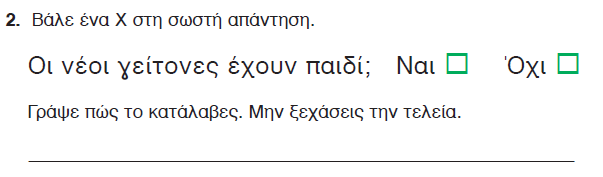 2. Βάλε ένα Χ στη σωστή απάντηση.
Οι νέοι γείτονες έχουν παιδί; Ναι □ Όχι □
Γράψε πώς το κατάλαβες. Μην ξεχάσεις την τελεία.